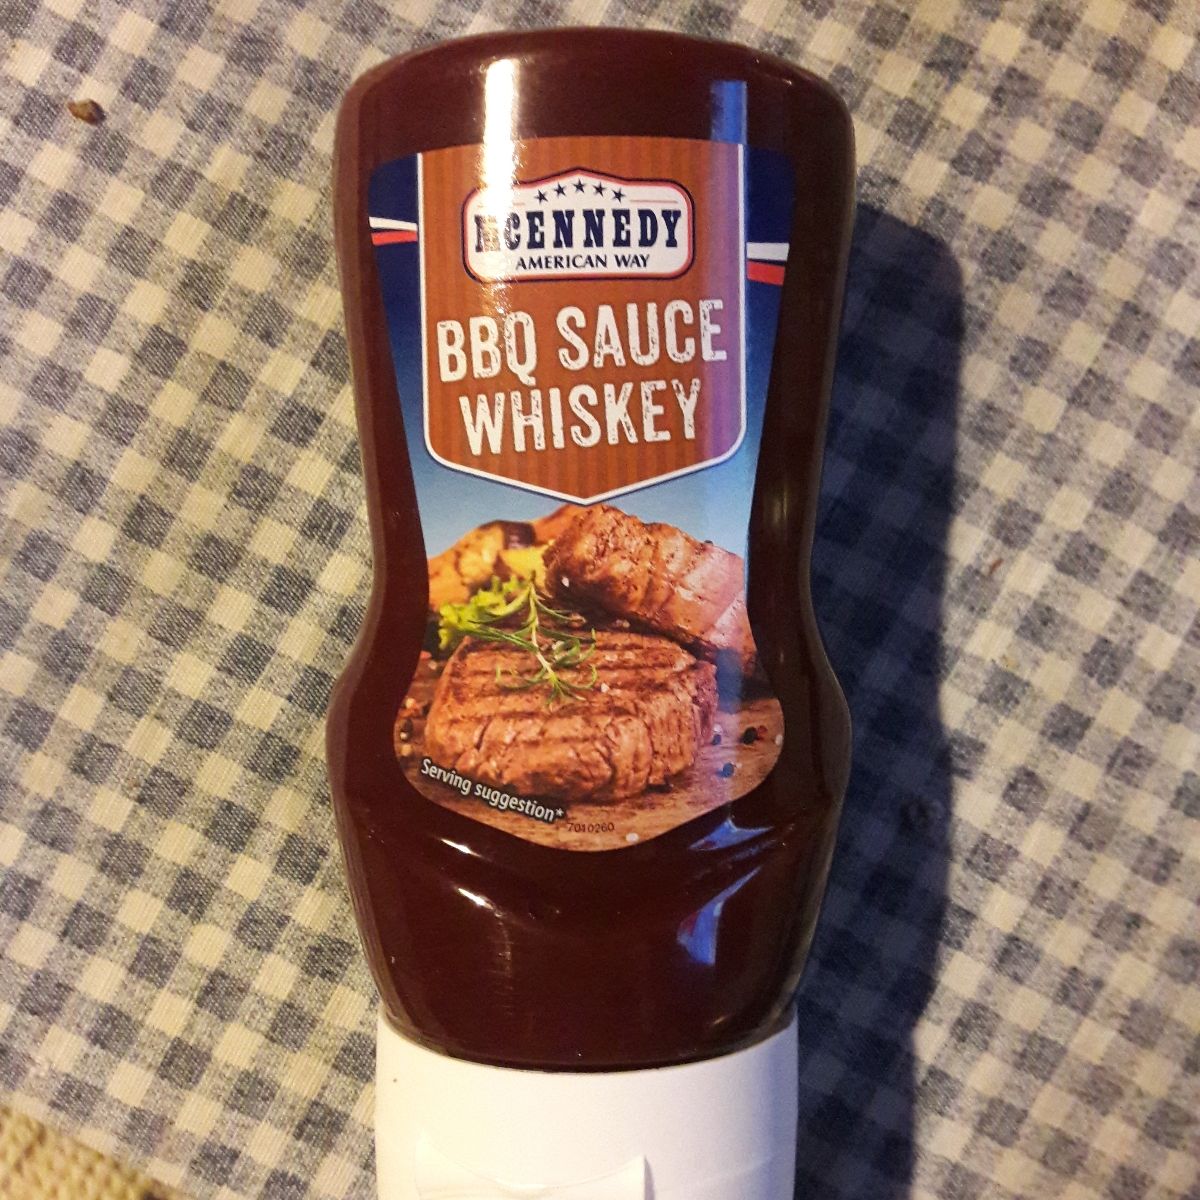 MCENNEDY
AMERICAN WAY
BBQ SAUCE
WHISKEY
Serving suggestion*
7010260